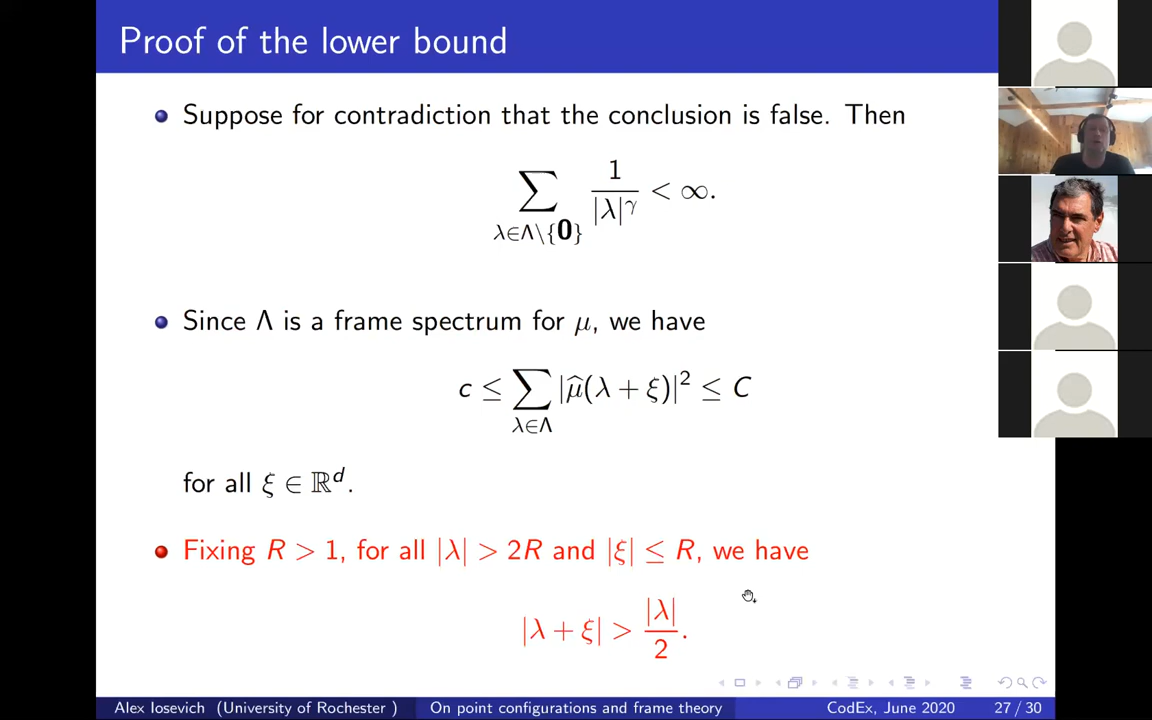 Proof of the lower bound
Suppose for contradiction that the conclusion is false. Then
∑_{λ∈Λ\{0}} 1/|λ|^γ < ∞.
Since Λ is a frame spectrum for μ, we have
c ≤ ∑_{λ∈Λ} |μ̂(λ + ξ)|² ≤ C
for all ξ ∈ ℝ^d.
Fixing R > 1, for all |λ| > 2R and |ξ| ≤ R, we have
|λ + ξ| > |λ|/2.
Alex Iosevich (University of Rochester ) On point configurations and frame theory CodEx, June 2020 27 / 30